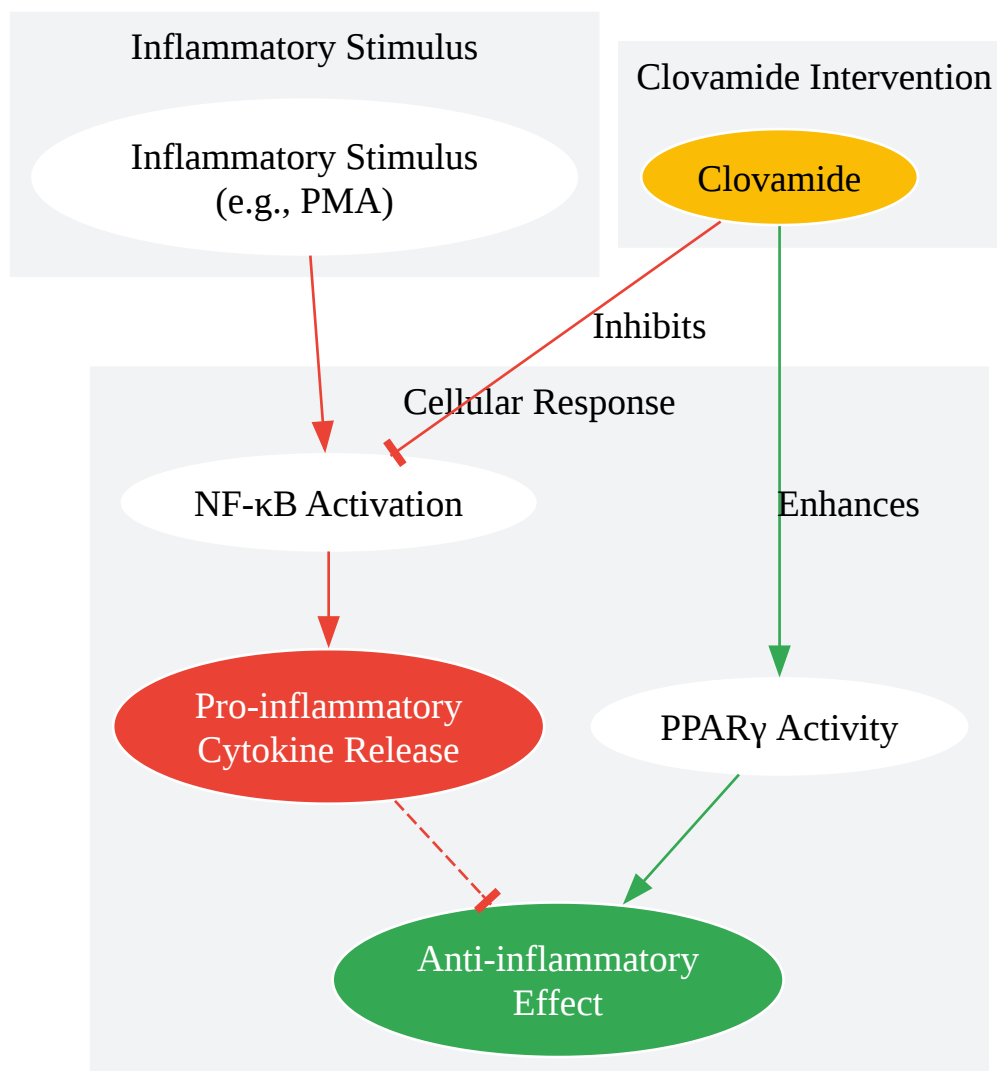 Inflammatory Stimulus
Inflammatory Stimulus
(e.g., PMA)
Clovamide Intervention
Clovamide
Inhibits
Cellular Response
NF-κB Activation
Enhances
Pro-inflammatory
Cytokine Release
PPARγ Activity
Anti-inflammatory
Effect